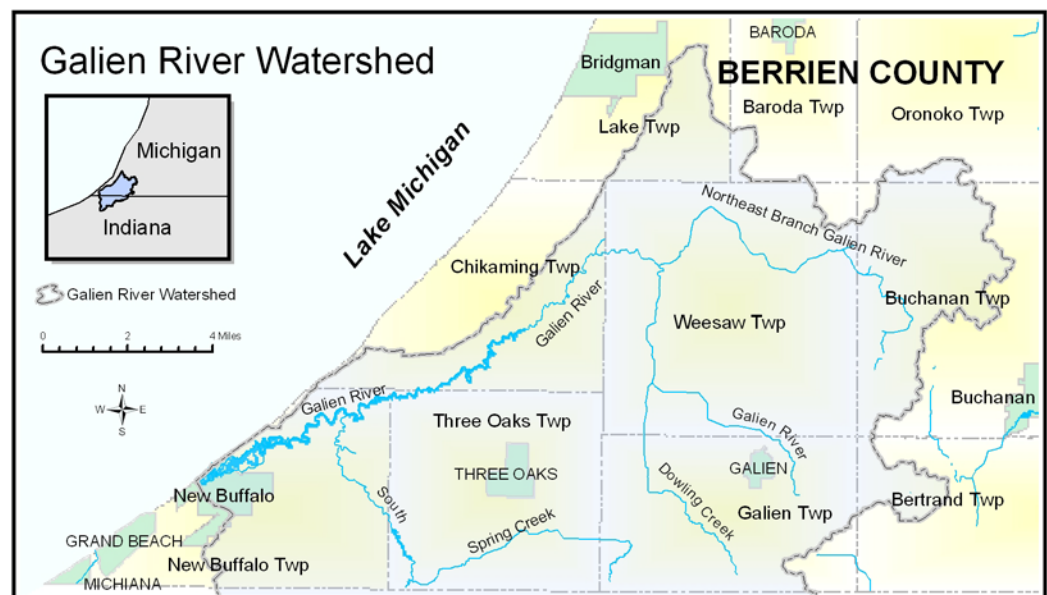 Galien River Watershed
BERRIEN COUNTY
BARODA
Bridgman
Baroda Twp
Oronoko Twp
Lake Twp
Michigan
Indiana
Lake Michigan
Northeast Branch Galien River
Chikaming Twp
Galien River Watershed
Galien River
Buchanan Twp
Weesaw Twp
0 2 4 Miles
N
W E
S
Galien River
Buchanan
Three Oaks Twp
Galien River
THREE OAKS
GALIEN
New Buffalo
South
Dowling Creek
Bertrand Twp
Galien Twp
Spring Creek
GRAND BEACH
New Buffalo Twp
MICHIANA